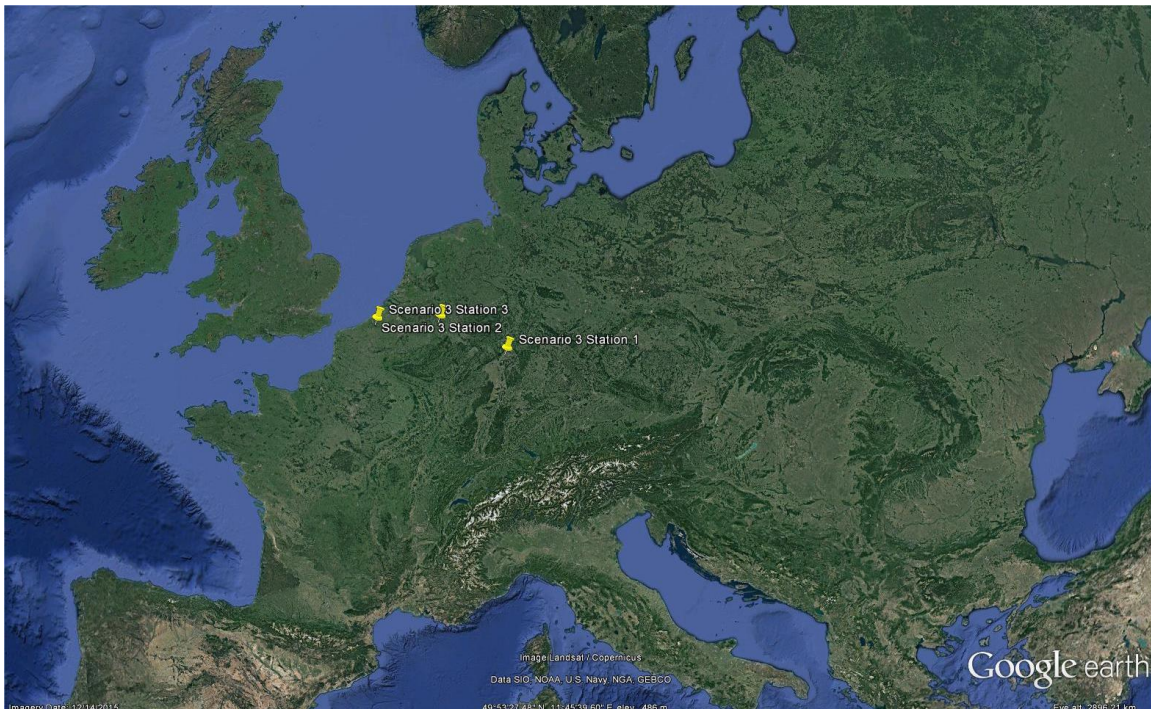 Scenario 3 Station 3
Scenario 3 Station 2
Scenario 3 Station 1
Image Landsat / Copernicus
Data SIO, NOAA, U.S. Navy, NGA, GEBCO
Google earth
Imagery Date: 12/14/2015
49°53'27.48" N 11°45'39.60" E elev 486 m
Eye alt 2896.21 km